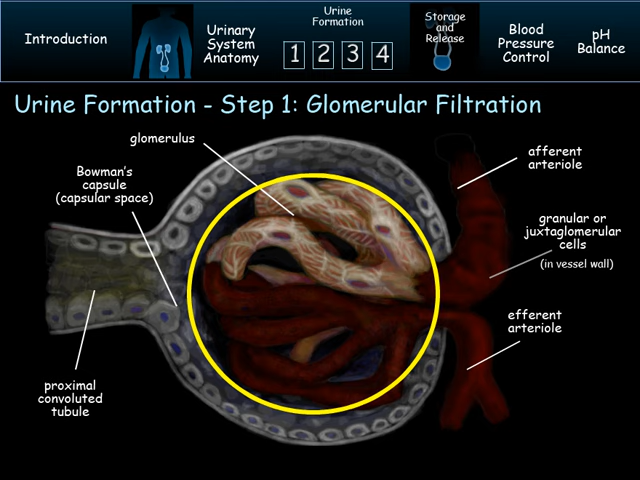 Introduction
Urinary
System
Anatomy
Urine
Formation
1 2 3 4
Storage
and
Release
Blood
Pressure
Control
pH
Balance
Urine Formation - Step 1: Glomerular Filtration
glomerulus
Bowman's
capsule
(capsular space)
afferent
arteriole
granular or
juxtaglomerular
cells
(in vessel wall)
efferent
arteriole
proximal
convoluted
tubule